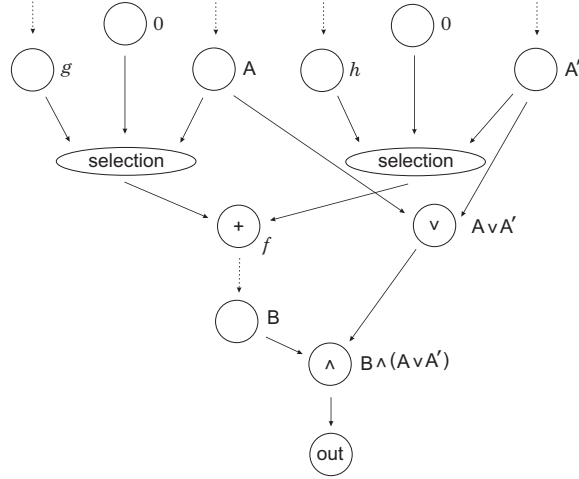 0 0
g A h A′
selection selection
+ ∨ A ∨ A′
f
B
∧ B ∧ (A ∨ A′)
out